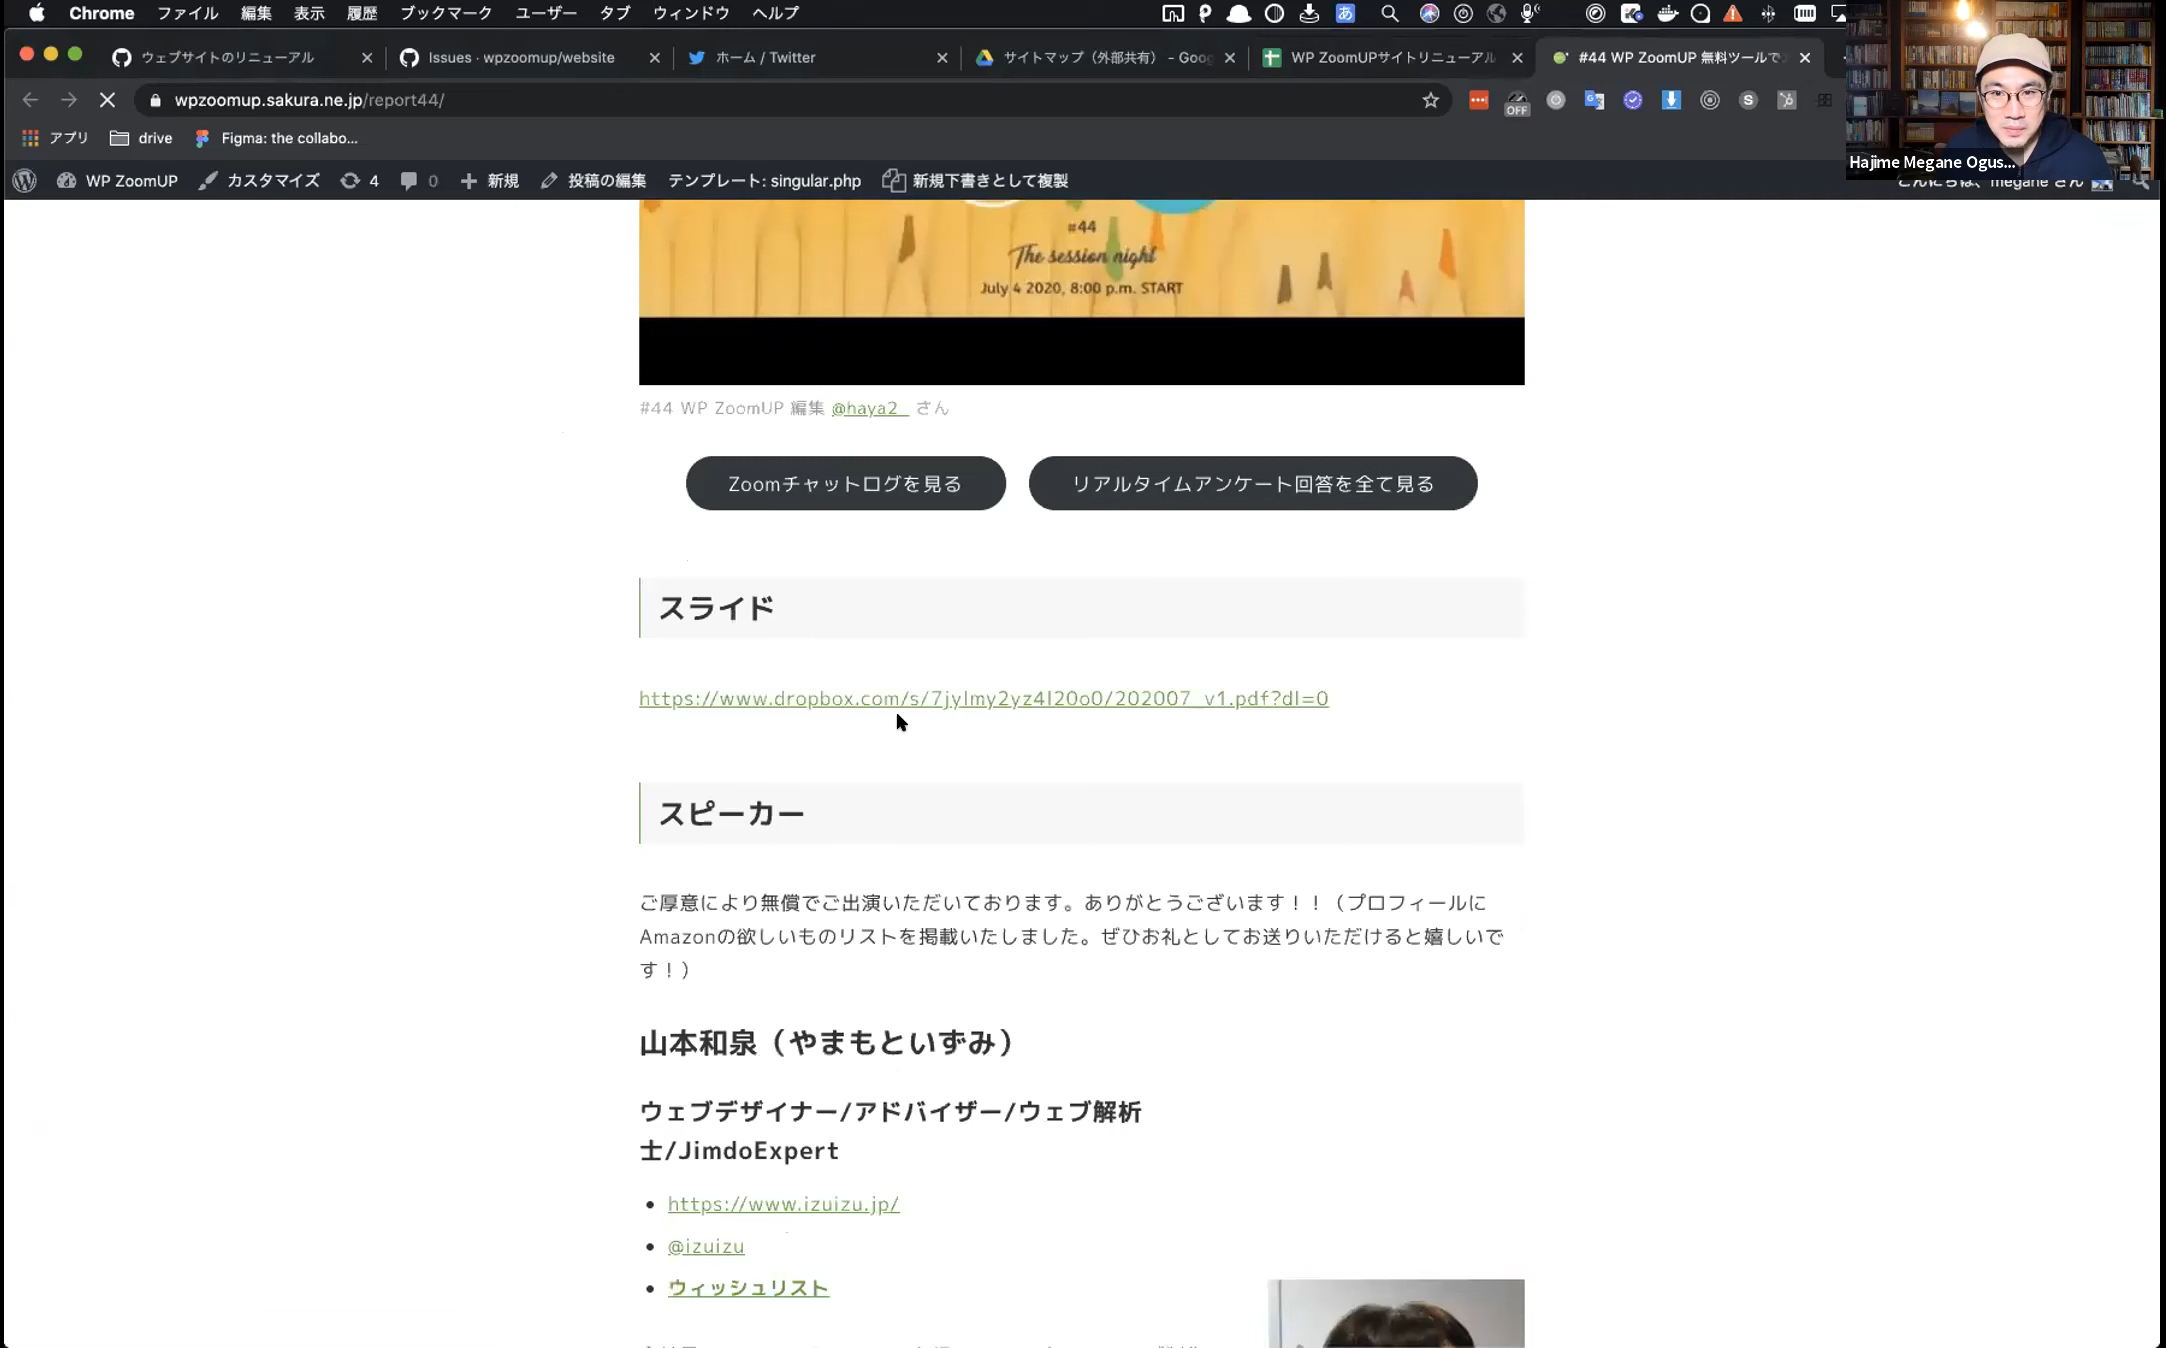 Chrome ファイル 編集 表示 履歴 ブックマーク ユーザー タブ ウィンドウ ヘルプ
あ
ウェブサイトのリニューアル
Issues · wpzoomup/website
ホーム / Twitter
サイトマップ（外部共有） - Goog
WP ZoomUPサイトリニューアル
#44 WP ZoomUP 無料ツールで
wpzoomup.sakura.ne.jp/report44/
OFF
S
アプリ drive Figma: the collabo...
Hajime Megane Ogus...
WP ZoomUP カスタマイズ 4 0 新規 投稿の編集 テンプレート: singular.php 新規下書きとして複製
こんにちは、megane さん
#44
The session night
July 4 2020, 8:00 p.m. START
#44 WP ZoomUP 編集 @haya2_ さん
Zoomチャットログを見る
リアルタイムアンケート回答を全て見る
スライド
https://www.dropbox.com/s/7jylmy2yz4l20o0/202007_v1.pdf?dl=0
スピーカー
ご厚意により無償でご出演いただいております。ありがとうございます！！（プロフィールに
Amazonの欲しいものリストを掲載いたしました。ぜひお礼としてお送りいただけると嬉しいで
す！）
山本和泉（やまもといずみ）
ウェブデザイナー/アドバイザー/ウェブ解析
士/JimdoExpert
https://www.izuizu.jp/
@izuizu
ウィッシュリスト